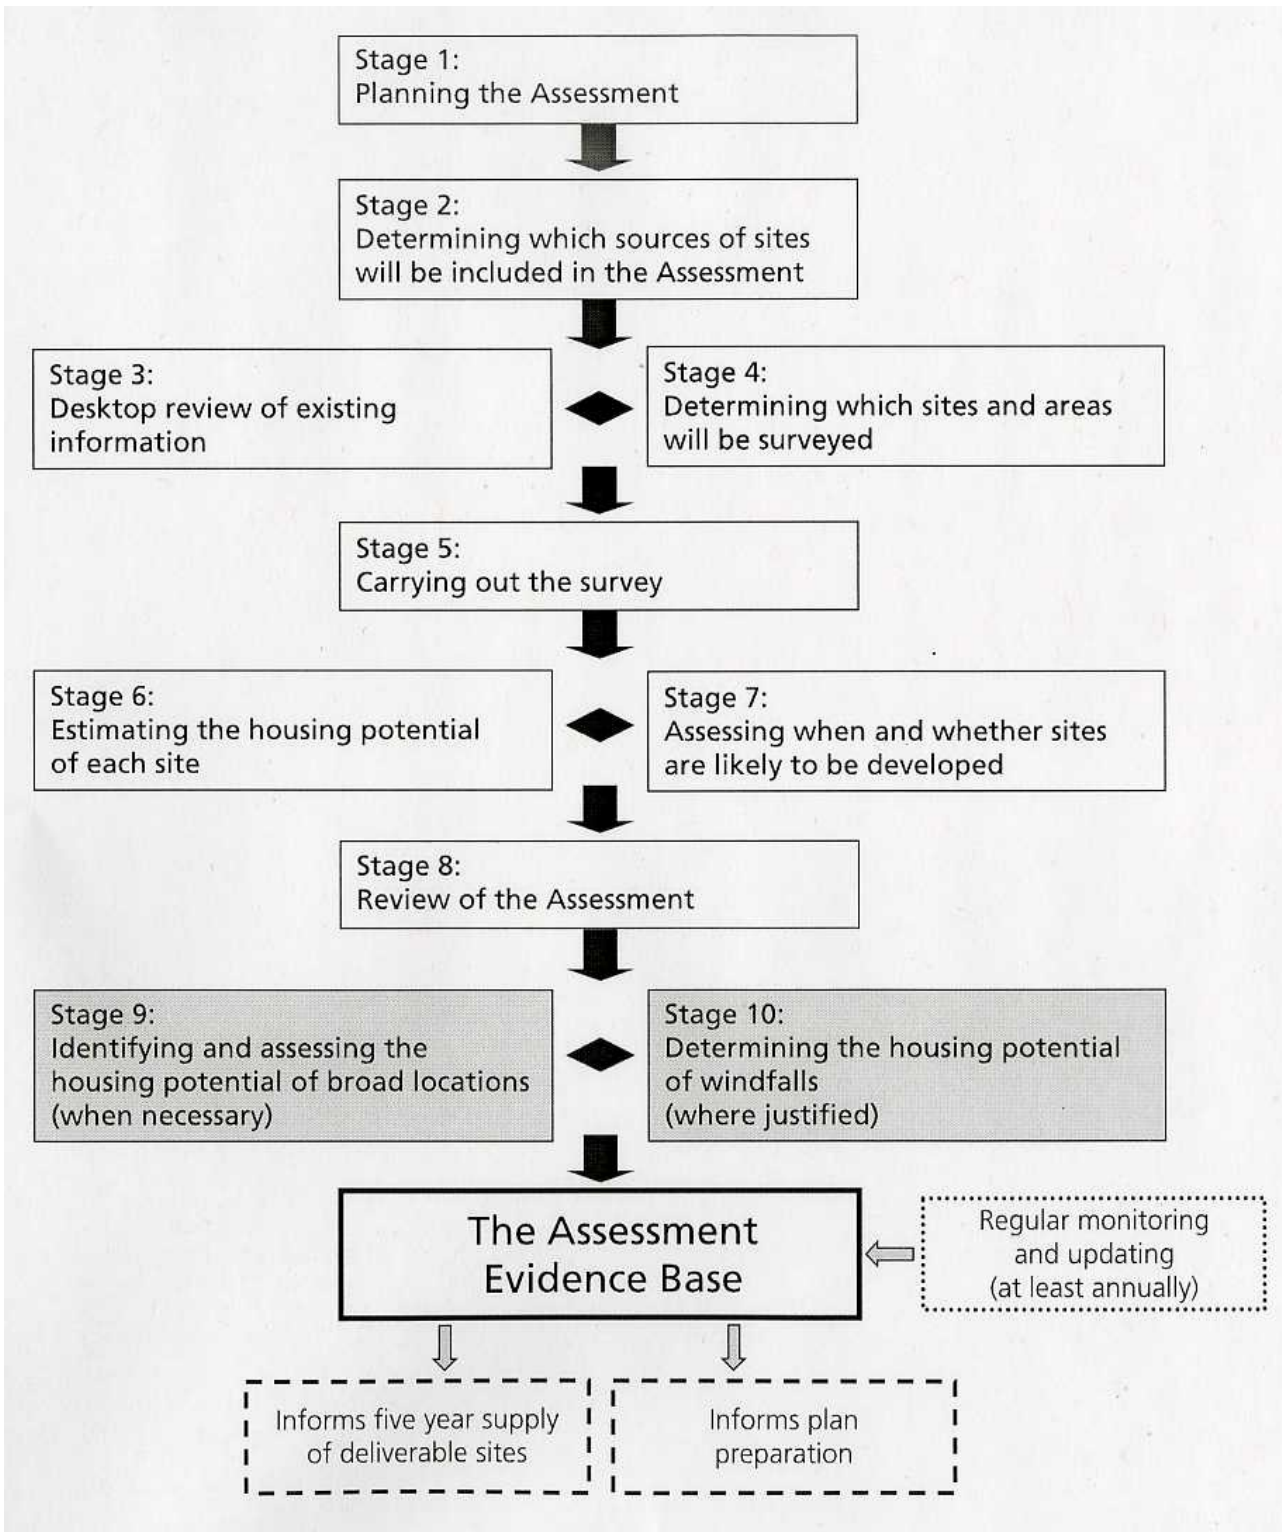 Stage 1:
Planning the Assessment
Stage 2:
Determining which sources of sites
will be included in the Assessment
Stage 3:
Desktop review of existing
information
Stage 4:
Determining which sites and areas
will be surveyed
Stage 5:
Carrying out the survey
Stage 6:
Estimating the housing potential
of each site
Stage 7:
Assessing when and whether sites
are likely to be developed
Stage 8:
Review of the Assessment
Stage 9:
Identifying and assessing the
housing potential of broad locations
(when necessary)
Stage 10:
Determining the housing potential
of windfalls
(where justified)
The Assessment
Evidence Base
Regular monitoring
and updating
(at least annually)
Informs five year supply
of deliverable sites
Informs plan
preparation